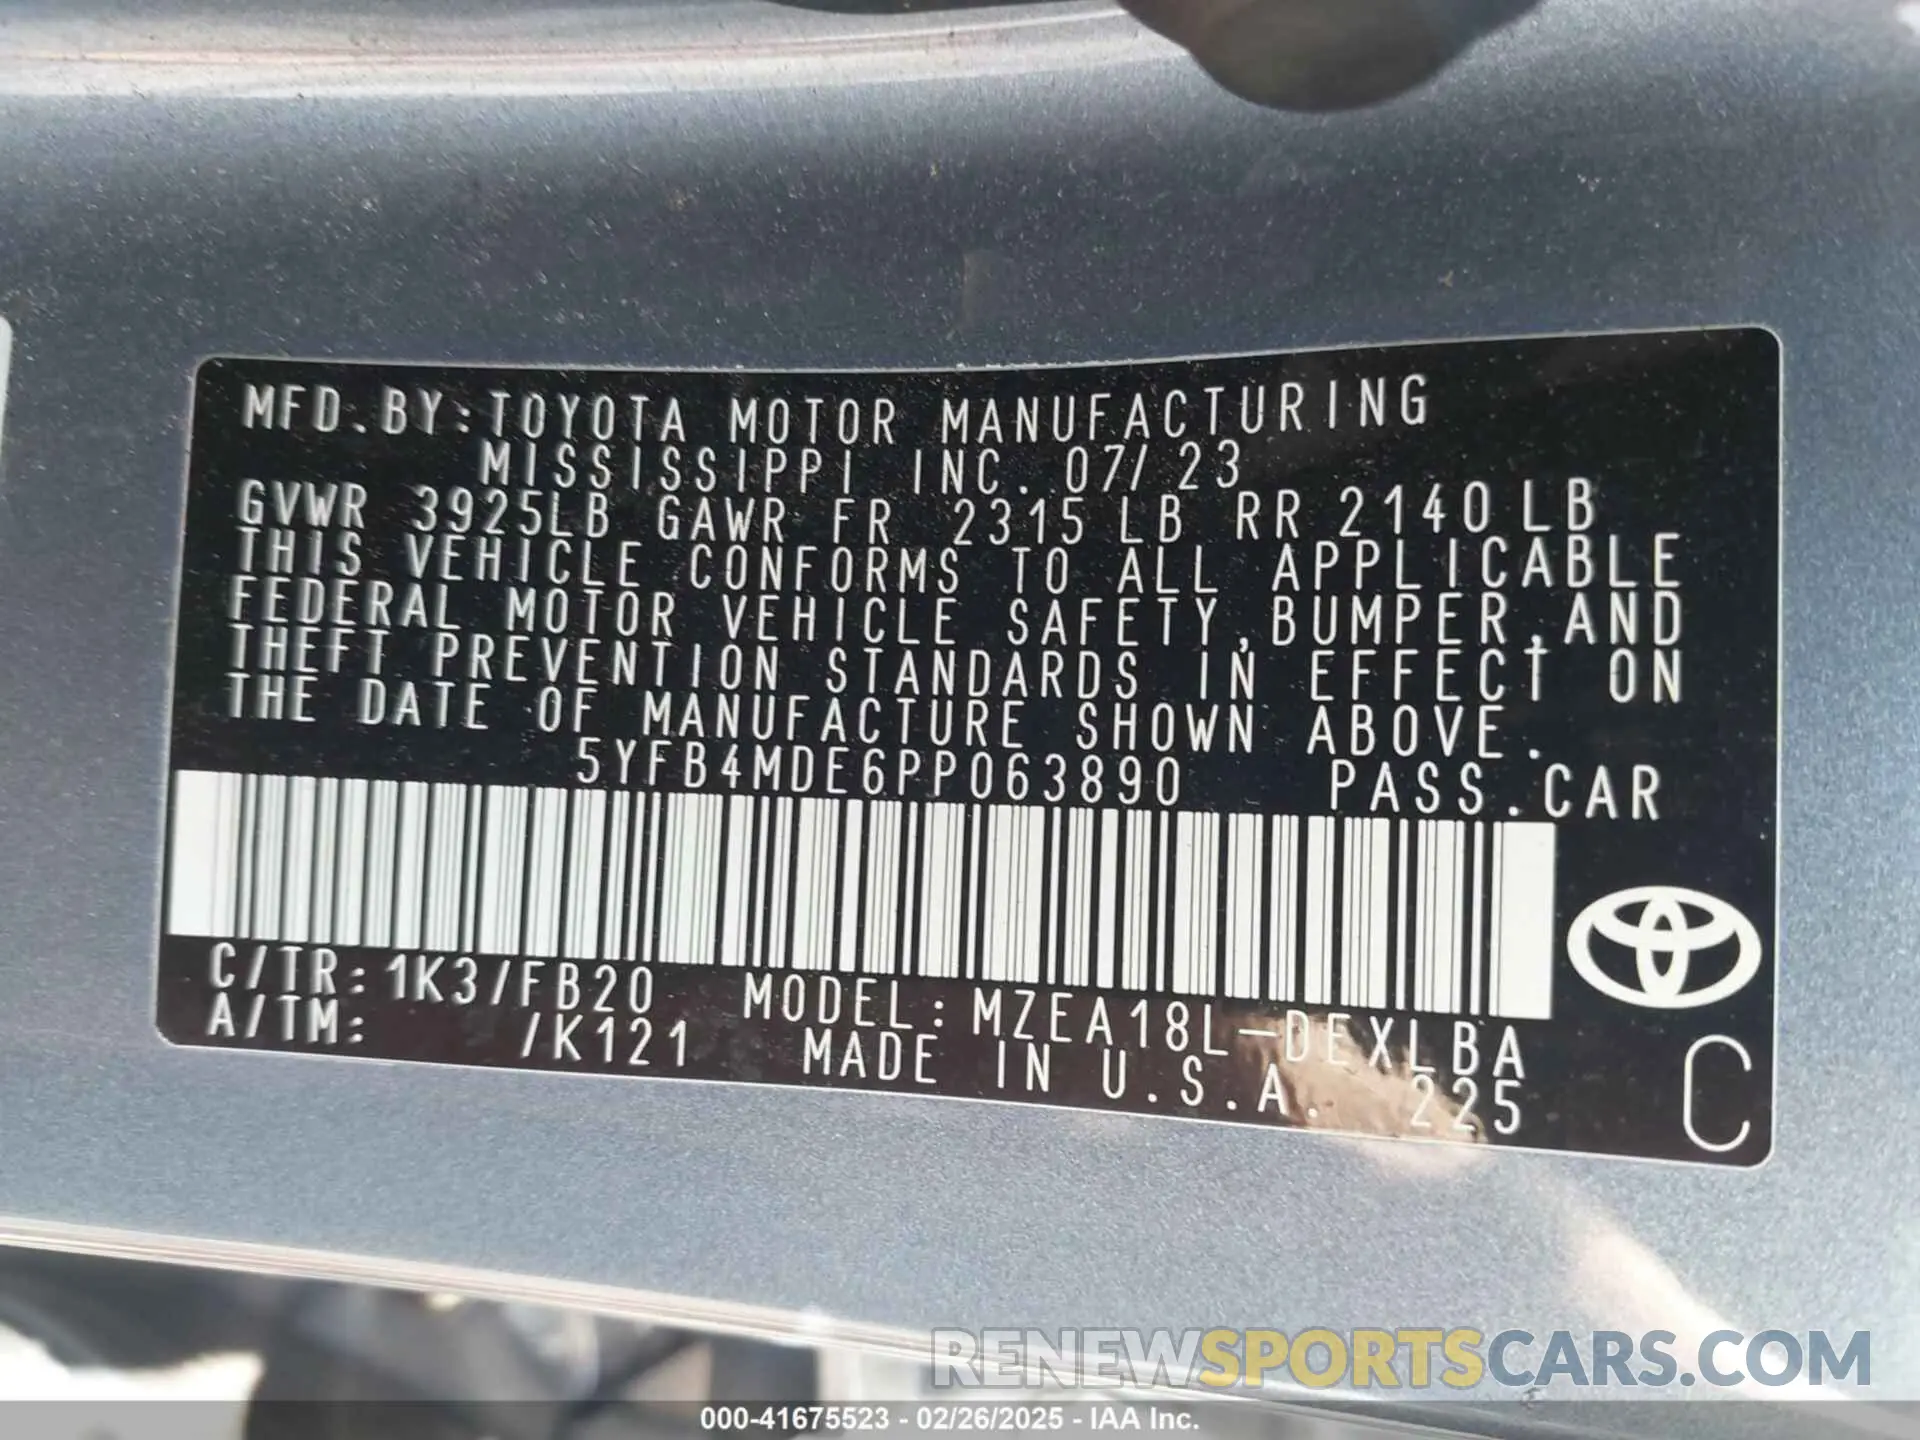 MFD.BY:TOYOTA MOTOR MANUFACTURING
MISSISSIPPI INC. 07/23
GVWR 3925LB GAWR FR 2315LB RR 2140LB
THIS VEHICLE CONFORMS TO ALL APPLICABLE
FEDERAL MOTOR VEHICLE SAFETY,BUMPER,AND
THEFT PREVENTION STANDARDS IN EFFECT ON
THE DATE OF MANUFACTURE SHOWN ABOVE.
5YFB4MDE6PP063890 PASS.CAR
C/TR:1K3/FB20 MODEL:MZEA18L-DEXLBA
A/TM: /K121 MADE IN U.S.A. 225
C
RENEWSPORTSCARS.COM
000-41675523 - 02/26/2025 - IAA Inc.